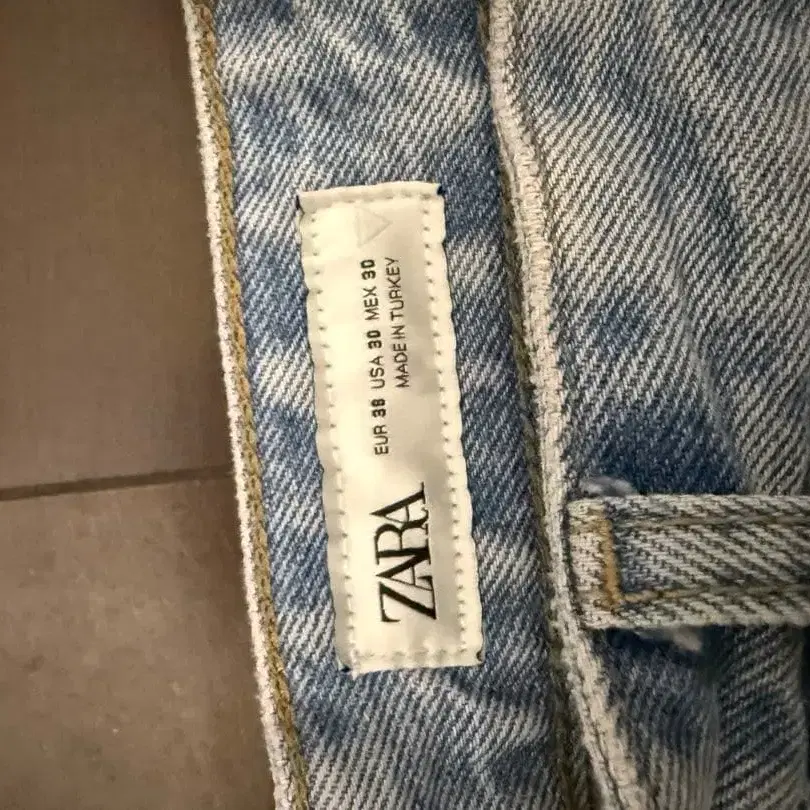 ZARA
EUR 38 USA 30 MEX 30
MADE IN TURKEY